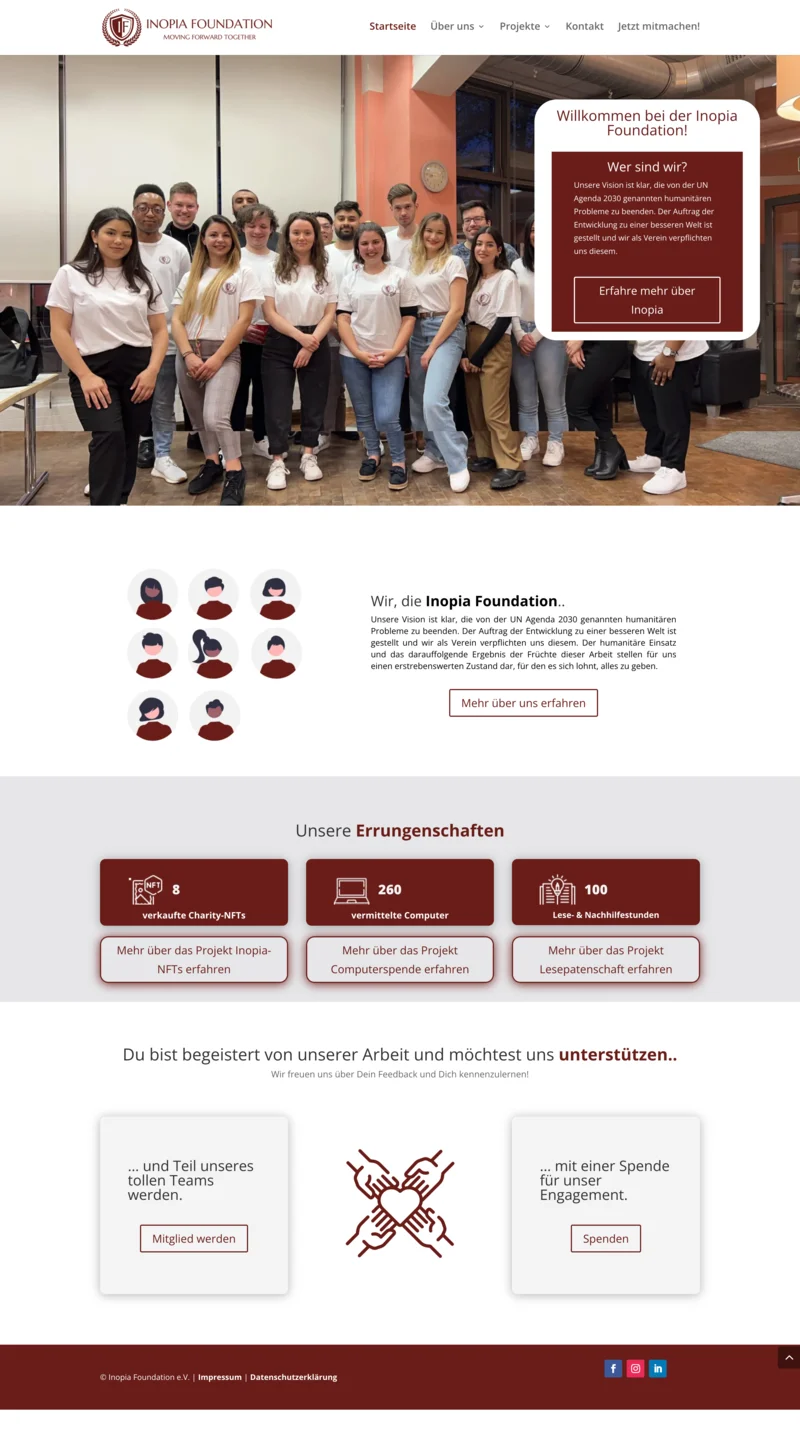 INOPIA FOUNDATION
MOVING FORWARD TOGETHER
Startseite Über uns Projekte Kontakt Jetzt mitmachen!
Willkommen bei der Inopia
Foundation!
Wer sind wir?
Unsere Vision ist klar, die von der UN
Agenda 2030 genannten humanitären
Probleme zu beenden. Der Auftrag der
Entwicklung zu einer besseren Welt ist
gestellt und wir als Verein verpflichten
uns diesem.
Erfahre mehr über
Inopia
Wir, die Inopia Foundation..
Unsere Vision ist klar, die von der UN Agenda 2030 genannten humanitären
Probleme zu beenden. Der Auftrag der Entwicklung zu einer besseren Welt ist
gestellt und wir als Verein verpflichten uns diesem. Der humanitäre Einsatz
und das darauffolgende Ergebnis der Früchte dieser Arbeit stellen für uns
einen erstrebenswerten Zustand dar, für den es sich lohnt, alles zu geben.
Mehr über uns erfahren
Unsere Errungenschaften
NFT
8
verkaufte Charity-NFTs
260
vermittelte Computer
100
Lese- & Nachhilfestunden
Mehr über das Projekt Inopia-
NFTs erfahren
Mehr über das Projekt
Computerspende erfahren
Mehr über das Projekt
Lesepatenschaft erfahren
Du bist begeistert von unserer Arbeit und möchtest uns unterstützen..
Wir freuen uns über Dein Feedback und Dich kennenzulernen!
... und Teil unseres
tollen Teams
werden.
Mitglied werden
... mit einer Spende
für unser
Engagement.
Spenden
© Inopia Foundation e.V. | Impressum | Datenschutzerklärung